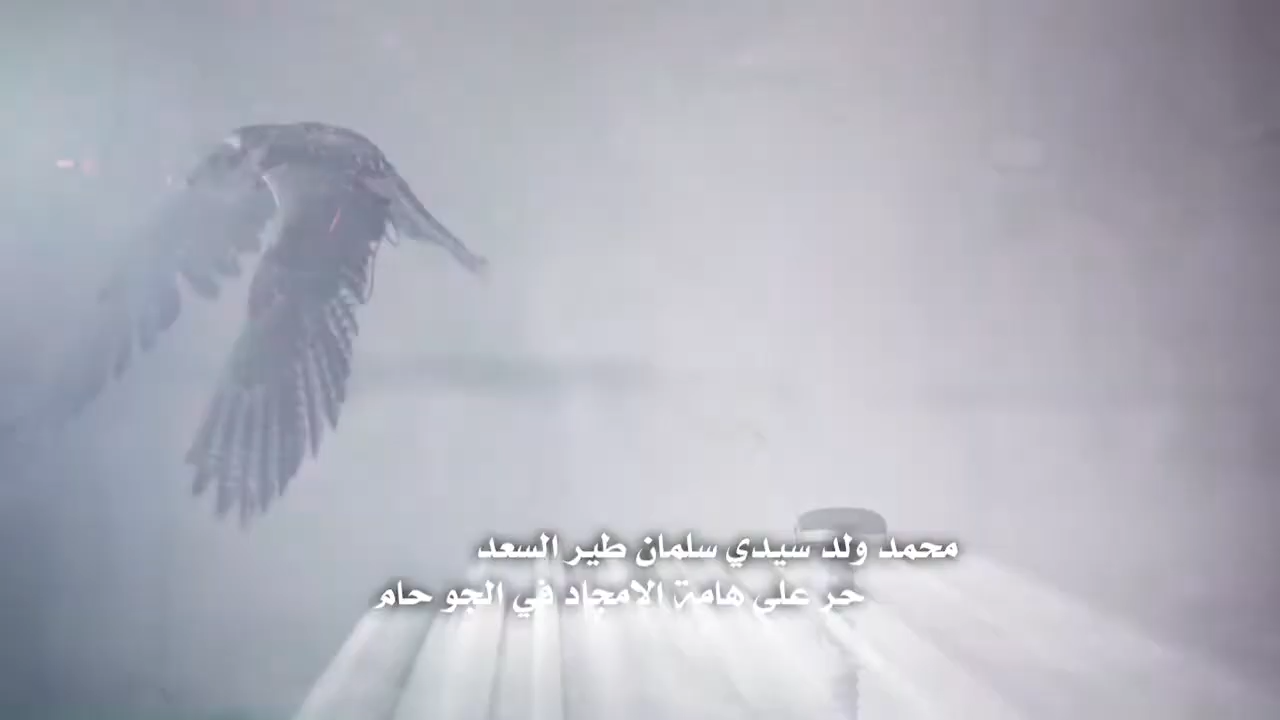 محمد ولد سيدي سلمان طير السعد
حر على هامة الامجاد في الجو حام